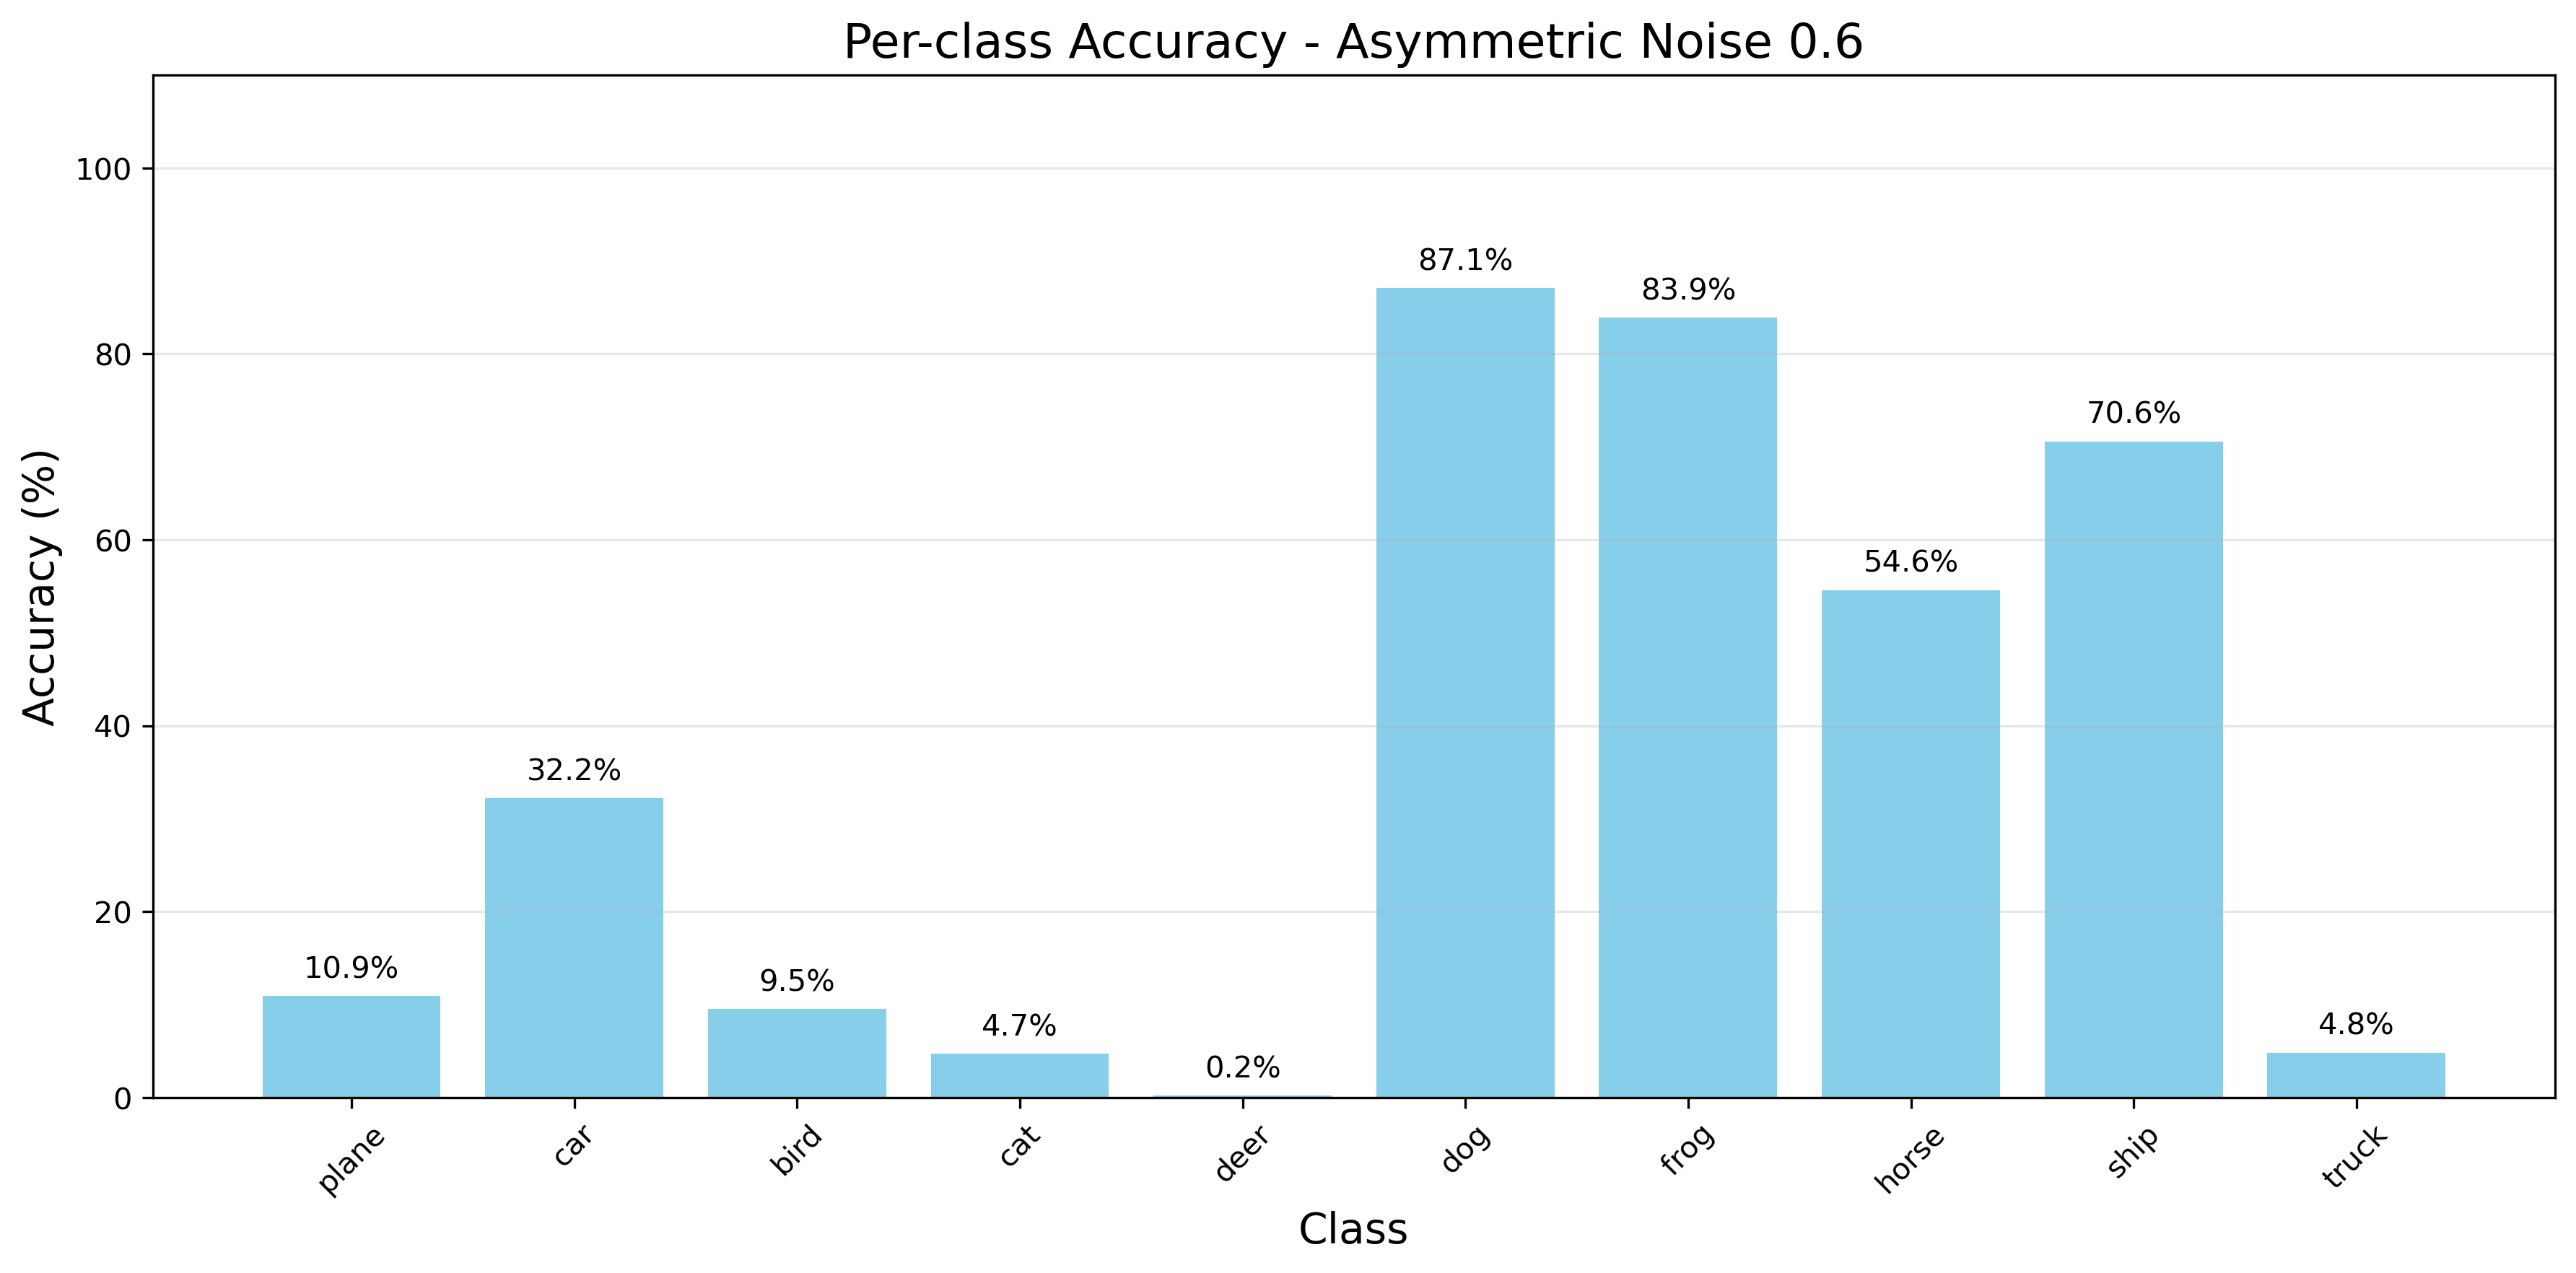 Per-class Accuracy - Asymmetric Noise 0.6
Accuracy (%)
100
80
60
40
20
0
10.9%
32.2%
9.5%
4.7%
0.2%
87.1%
83.9%
54.6%
70.6%
4.8%
plane
car
bird
cat
deer
dog
frog
horse
ship
truck
Class